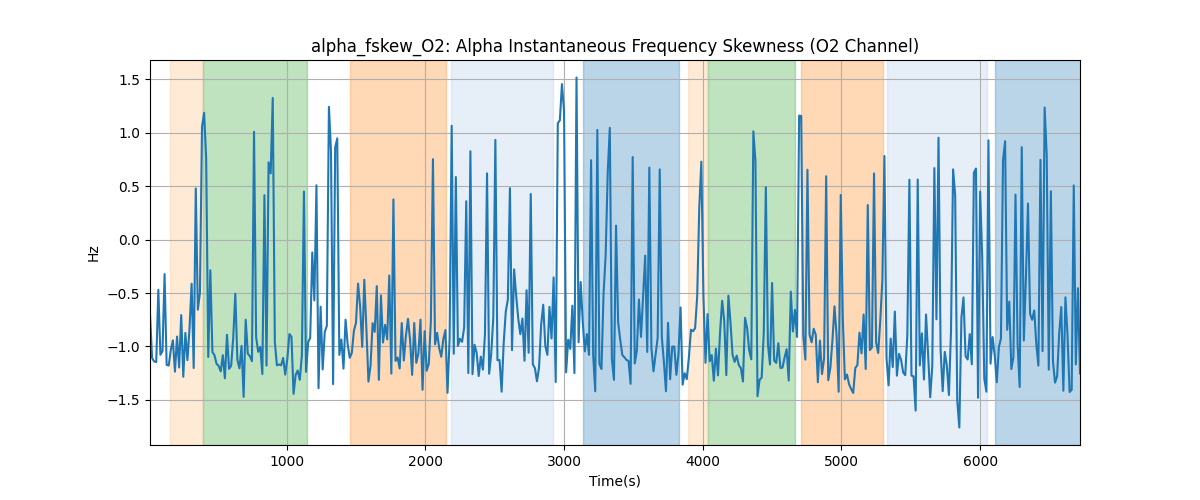 alpha_fskew_O2: Alpha Instantaneous Frequency Skewness (O2 Channel)
1.5
1.0
0.5
0.0
−0.5
−1.0
−1.5
Hz
1000 2000 3000 4000 5000 6000
Time(s)